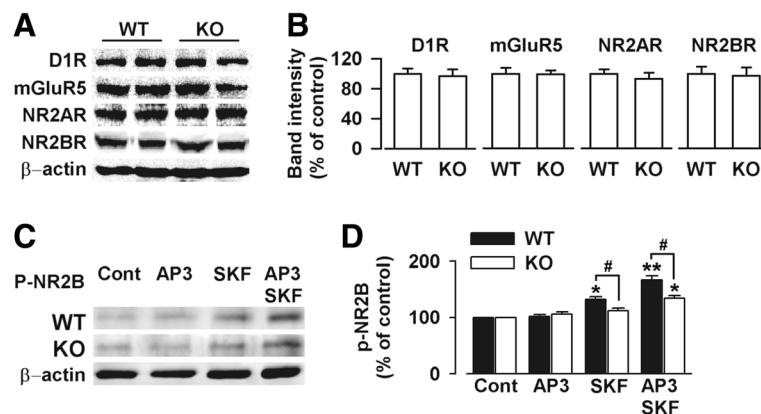 A
WT KO
D1R
mGluR5
NR2AR
NR2BR
β–actin
B
D1R mGluR5 NR2AR NR2BR
Band intensity
(% of control)
120
80
40
0
WT KO WT KO WT KO WT KO
C
P-NR2B Cont AP3 SKF AP3
SKF
WT
KO
β–actin
D
WT
KO
p-NR2B
(% of control)
200
100
0
* # ** # *
Cont AP3 SKF AP3
SKF